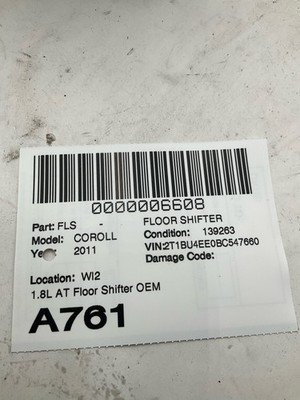 0000006608
Part: FLS - FLOOR SHIFTER
Model: COROLL Condition: 139263
Ye 2011 VIN:2T1BU4EE0BC547660
Damage Code:
Location: WI2
1.8L AT Floor Shifter OEM
A761